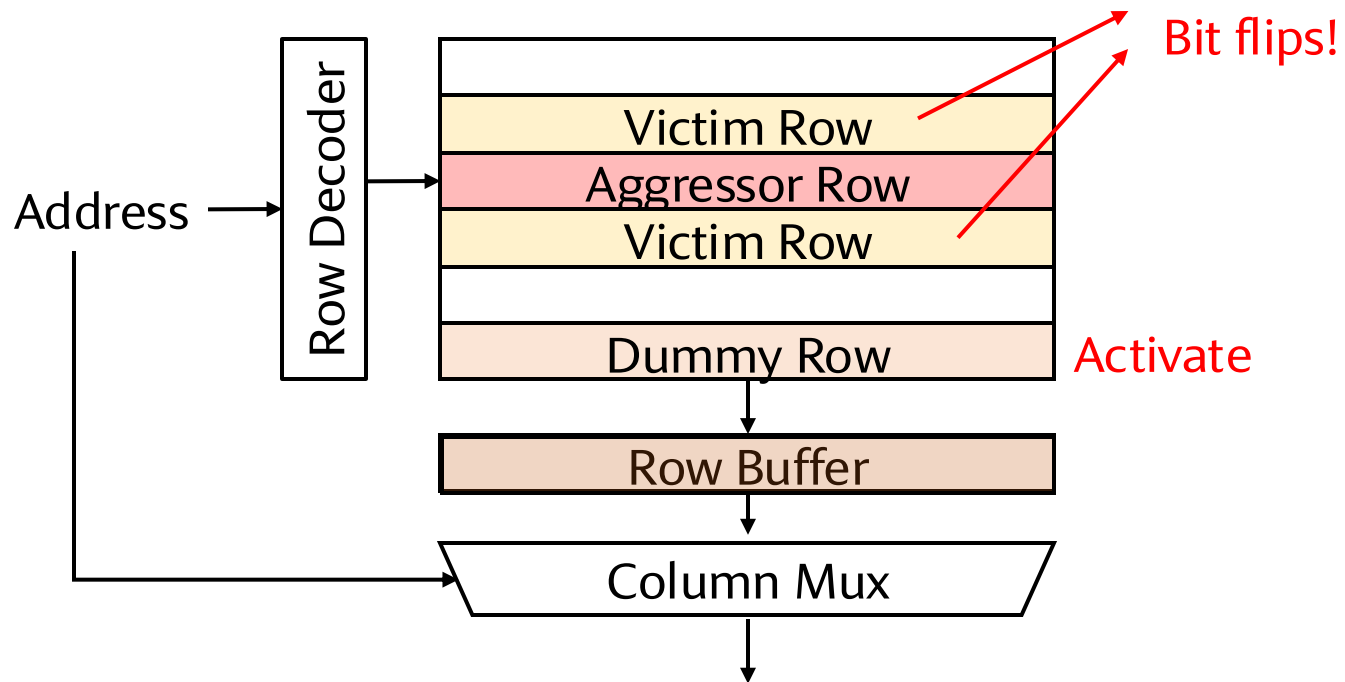 Bit flips!
Row Decoder
Victim Row
Aggressor Row
Address
Victim Row
Dummy Row
Activate
Row Buffer
Column Mux